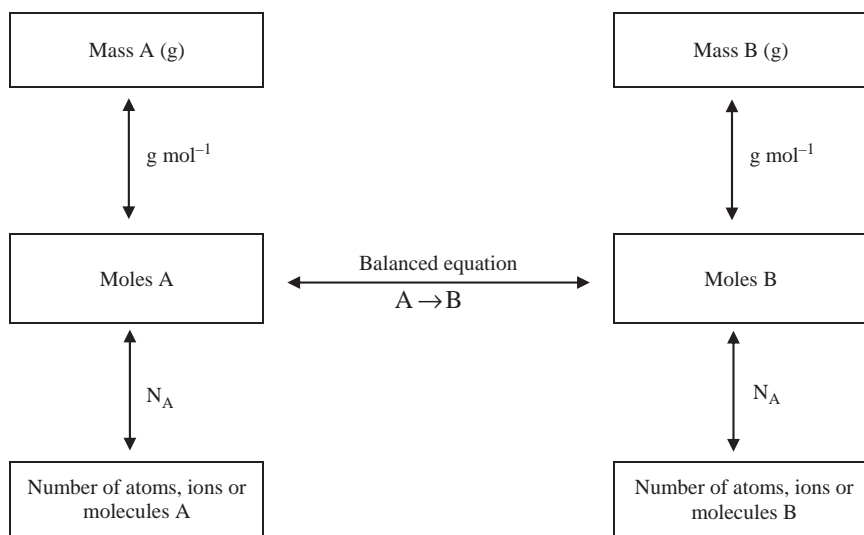 Mass A (g)
Mass B (g)
g mol⁻¹
g mol⁻¹
Moles A
Balanced equation
A → B
Moles B
N_A
N_A
Number of atoms, ions or
molecules A
Number of atoms, ions or
molecules B